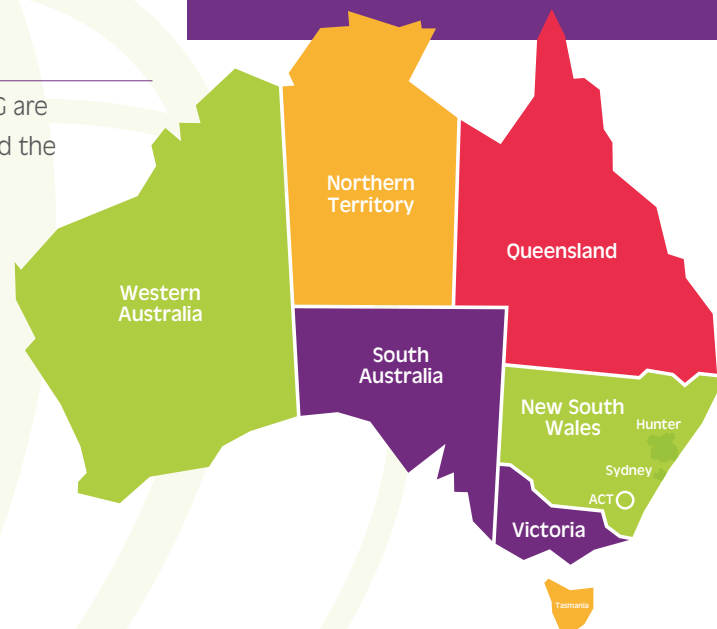 G are
d the
Northern
Territory
Queensland
Western
Australia
South
Australia
New South
Wales
Hunter
Sydney
ACT
Victoria
Tasmania